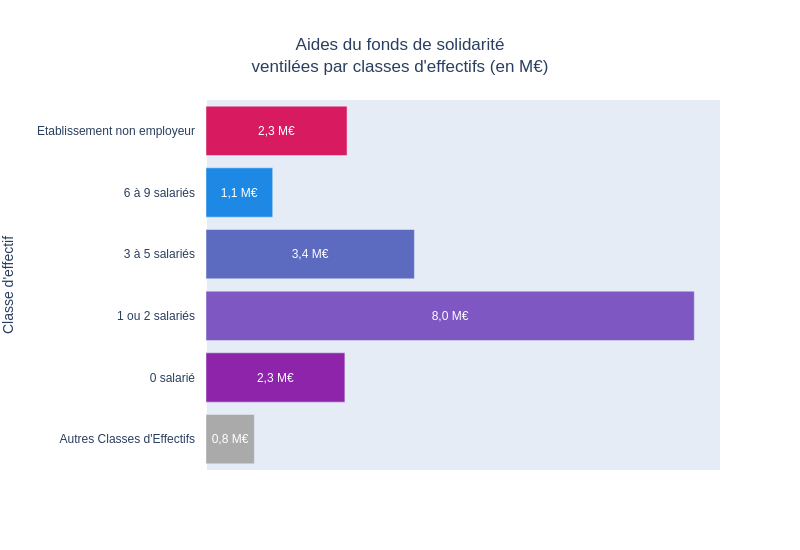 Aides du fonds de solidarité
ventilées par classes d'effectifs (en M€)
Classe d'effectif
Etablissement non employeur
2,3 M€
6 à 9 salariés
1,1 M€
3 à 5 salariés
3,4 M€
1 ou 2 salariés
8,0 M€
0 salarié
2,3 M€
Autres Classes d'Effectifs
0,8 M€